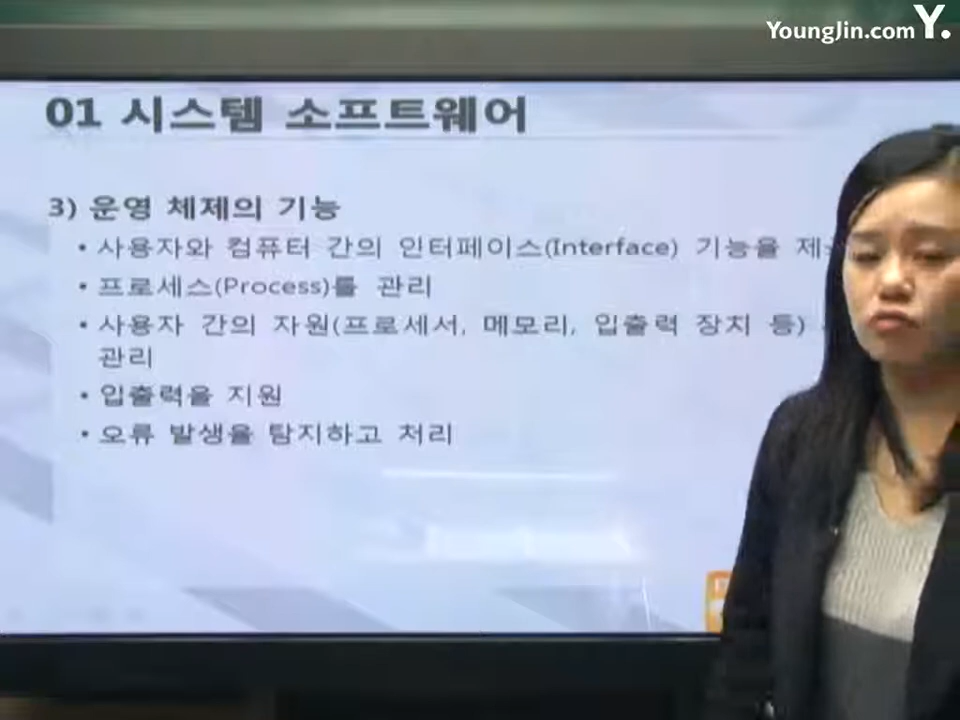 YoungJin.com Y.
01 시스템 소프트웨어
3) 운영 체제의 기능
• 사용자와 컴퓨터 간의 인터페이스(Interface) 기능을
• 프로세스(Process)를 관리
• 사용자 간의 자원(프로세서, 메모리, 입출력 장치 등)
관리
• 입출력을 지원
• 오류 발생을 탐지하고 처리